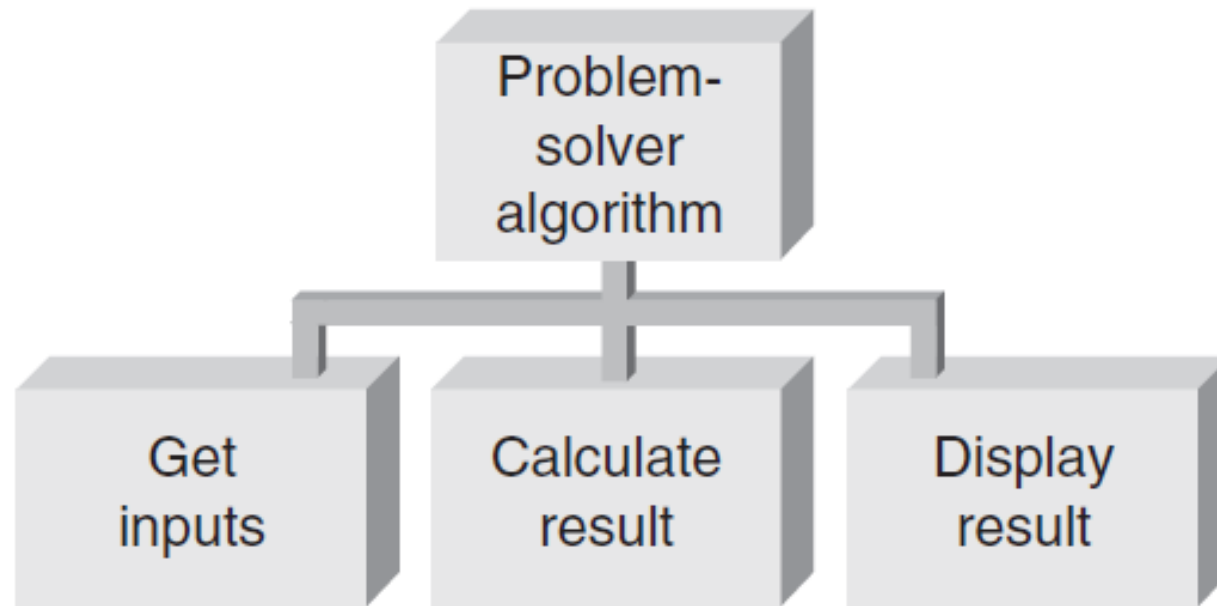 Problem-
solver
algorithm
Get
inputs
Calculate
result
Display
result